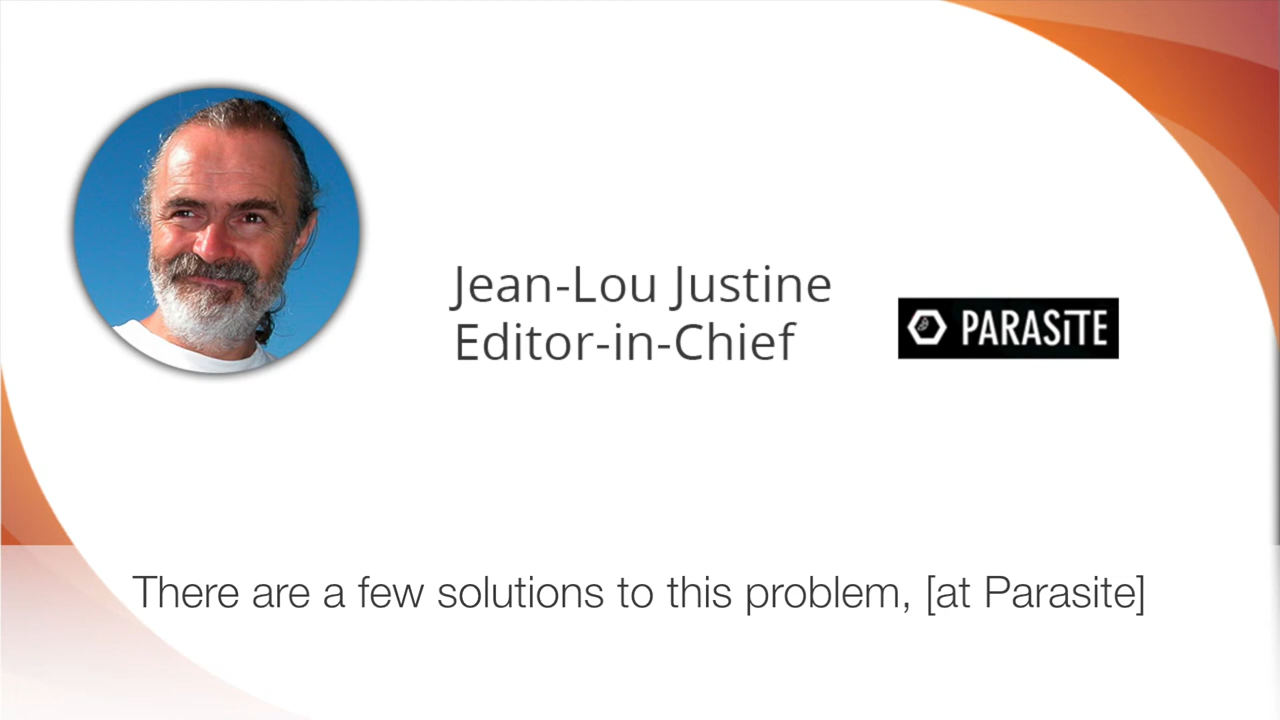 Jean-Lou Justine
Editor-in-Chief
PARASiTE
There are a few solutions to this problem, [at Parasite]